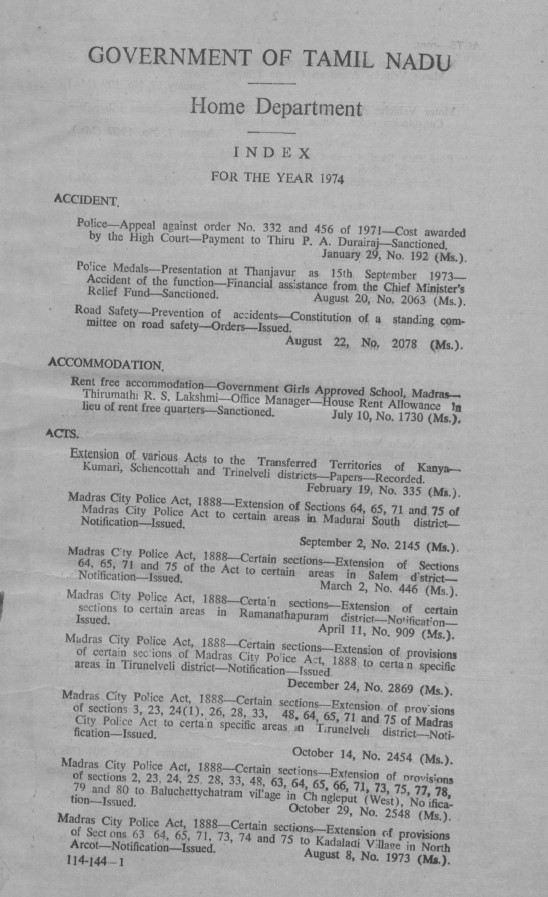 GOVERNMENT OF TAMIL NADU
Home Department
INDEX
FOR THE YEAR 1974
ACCIDENT.
Police—Appeal against order No. 332 and 456 of 1971—Cost awarded
by the High Court—Payment to Thiru P. A. Durairaj—Sanctioned.
January 29, No. 192 (Ms.).
Police Medals—Presentation at Thanjavur as 15th September 1973—
Accident of the function—Financial assistance from the Chief Minister's
Relief Fund—Sanctioned. August 20, No. 2063 (Ms.).
Road Safety—Prevention of accidents—Constitution of a standing com-
mittee on road safety—Orders—Issued.
August 22, No. 2078 (Ms.).
ACCOMMODATION.
Rent free accommodation—Government Girls Approved School, Madras—
Thirumathi R. S. Lakshmi—Office Manager—House Rent Allowance in
lieu of rent free quarters—Sanctioned. July 10, No. 1730 (Ms.).
ACTS.
Extension of various Acts to the Transferred Territories of Kanya—
Kumari, Schencottah and Trinelveli districts—Papers—Recorded.
February 19, No. 335 (Ms.).
Madras City Police Act, 1888—Extension of Sections 64, 65, 71 and 75 of
Madras City Police Act to certain areas in Madurai South district—
Notification—Issued.
September 2, No. 2145 (Ms.).
Madras C'ty Police Act, 1888—Certain sections—Extension of Sections
64, 65, 71 and 75 of the Act to certain areas in Salem d'strict—
Notification—Issued. March 2, No. 446 (Ms.).
Madras City Police Act, 1888—Certa'n sections—Extension of certain
sections to certain areas in Ramanathapuram district—Notification—
Issued. April 11, No. 909 (Ms.).
Madras City Police Act, 1888—Certain sections—Extension of provisions
of certain sections of Madras City Police Act, 1888 to certa n specific
areas in Tirunelveli district—Notification—Issued.
December 24, No. 2869 (Ms.).
Madras City Police Act, 1888—Certain sections—Extension of prov'sions
of sections 3, 23, 24(1), 26, 28, 33, 48, 64, 65, 71 and 75 of Madras
City Police Act to certa'n specific areas in Tirunelveli district—Noti-
fication—Issued.
October 14, No. 2454 (Ms.).
Madras City Police Act, 1888—Certain sections—Extension of provisions
of sections 2, 23, 24, 25, 28, 33, 48, 63, 64, 65, 66, 71, 73, 75, 77, 78,
79 and 80 to Baluchettychatram vil'age in Ch ngleput (West), No ifica-
tion—Issued. October 29, No. 2548 (Ms.).
Madras City Police Act, 1888—Certain sections—Extension of provisions
of Sect ons 63 64, 65, 71, 73, 74 and 75 to Kadaladi Village in North
Arcot—Notification—Issued. August 8, No. 1973 (Ms.).
114-144—1